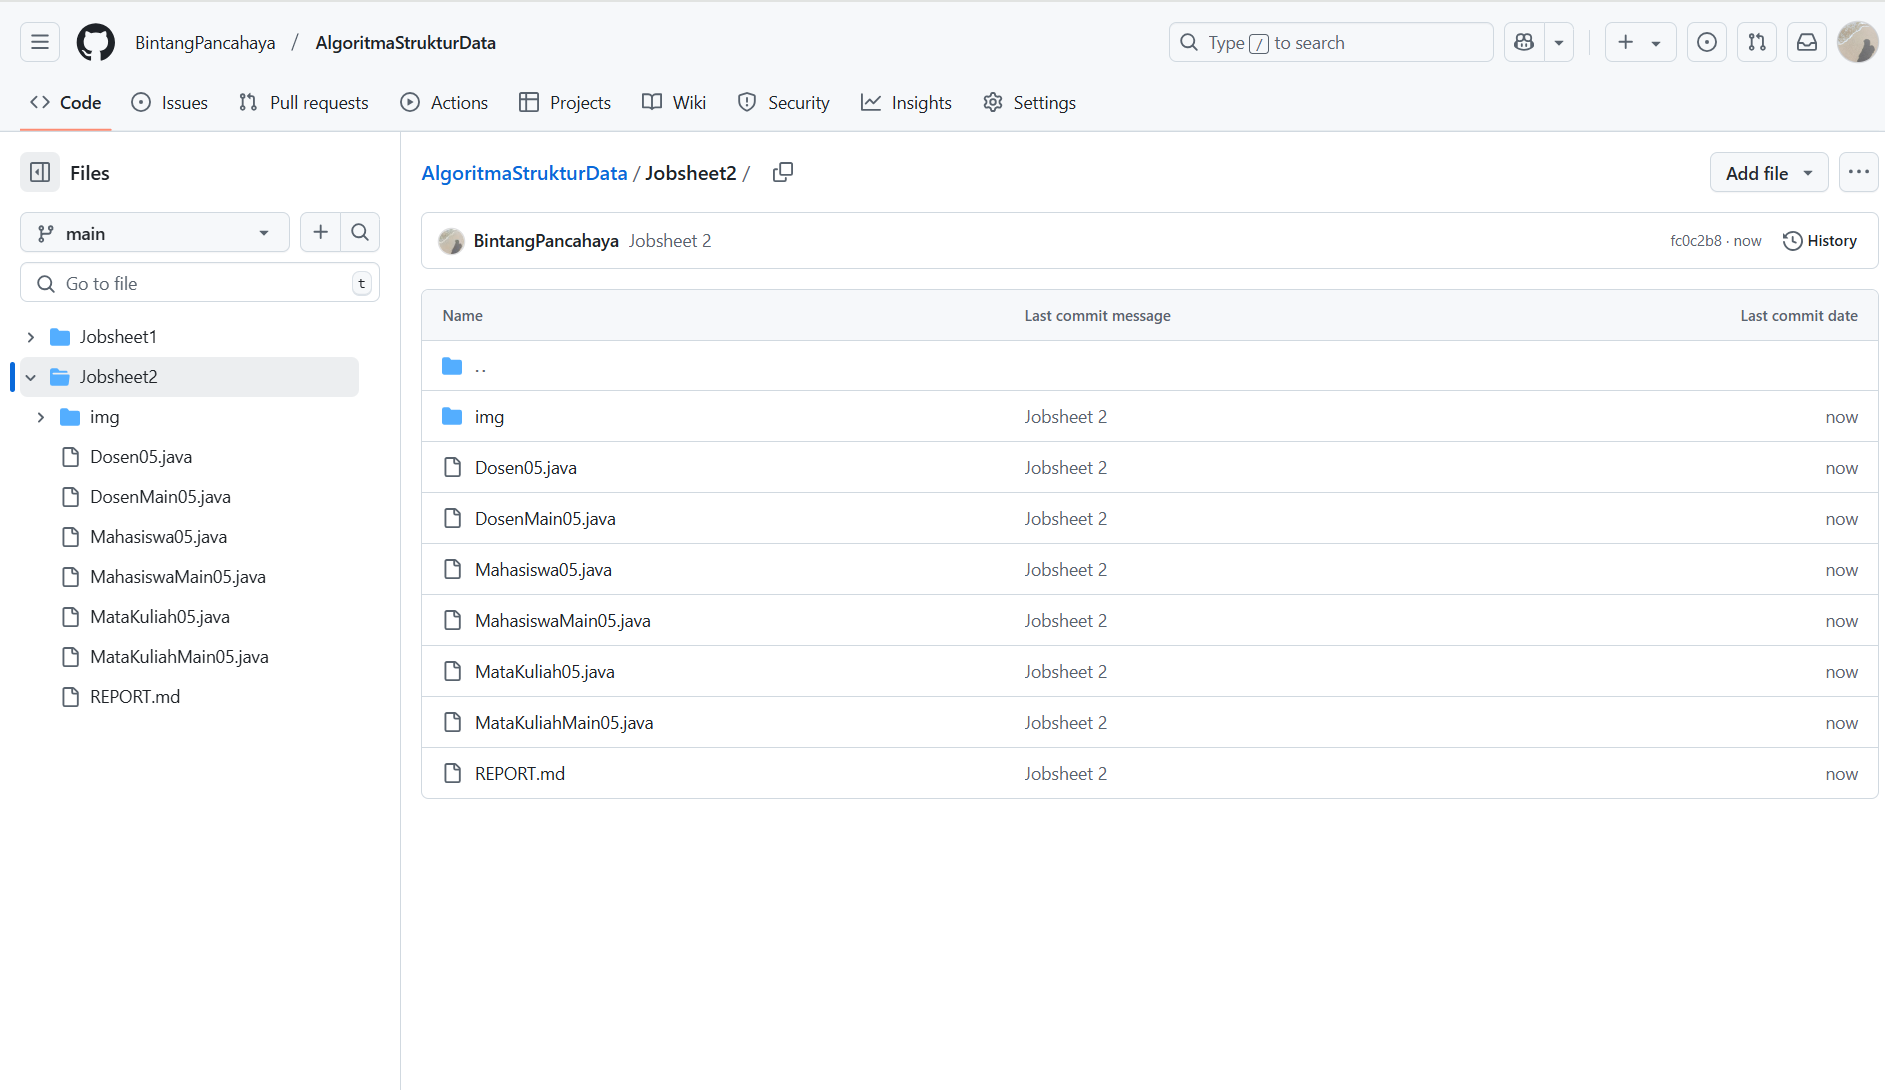 BintangPancahaya / AlgoritmaStrukturData
Type / to search
Code Issues Pull requests Actions Projects Wiki Security Insights Settings
Files
main
Go to file t
Jobsheet1
Jobsheet2
img
Dosen05.java
DosenMain05.java
Mahasiswa05.java
MahasiswaMain05.java
MataKuliah05.java
MataKuliahMain05.java
REPORT.md
AlgoritmaStrukturData / Jobsheet2 /
Add file
BintangPancahaya Jobsheet 2 fc0c2b8 · now History
Name Last commit message Last commit date
..
img Jobsheet 2 now
Dosen05.java Jobsheet 2 now
DosenMain05.java Jobsheet 2 now
Mahasiswa05.java Jobsheet 2 now
MahasiswaMain05.java Jobsheet 2 now
MataKuliah05.java Jobsheet 2 now
MataKuliahMain05.java Jobsheet 2 now
REPORT.md Jobsheet 2 now